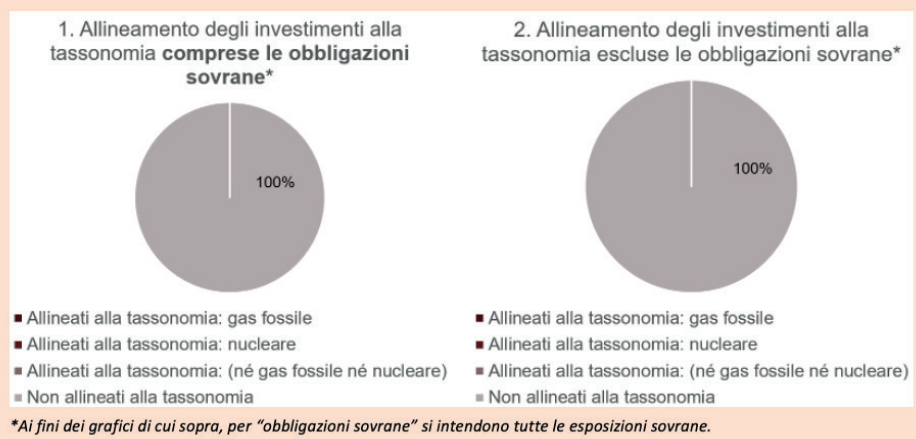 1. Allineamento degli investimenti alla
tassonomia comprese le obbligazioni
sovrane*
100%
■ Allineati alla tassonomia: gas fossile
■ Allineati alla tassonomia: nucleare
■ Allineati alla tassonomia: (né gas fossile né nucleare)
■ Non allineati alla tassonomia
2. Allineamento degli investimenti alla
tassonomia escluse le obbligazioni sovrane*
100%
■ Allineati alla tassonomia: gas fossile
■ Allineati alla tassonomia: nucleare
■ Allineati alla tassonomia: (né gas fossile né nucleare)
■ Non allineati alla tassonomia
*Ai fini dei grafici di cui sopra, per “obbligazioni sovrane” si intendono tutte le esposizioni sovrane.